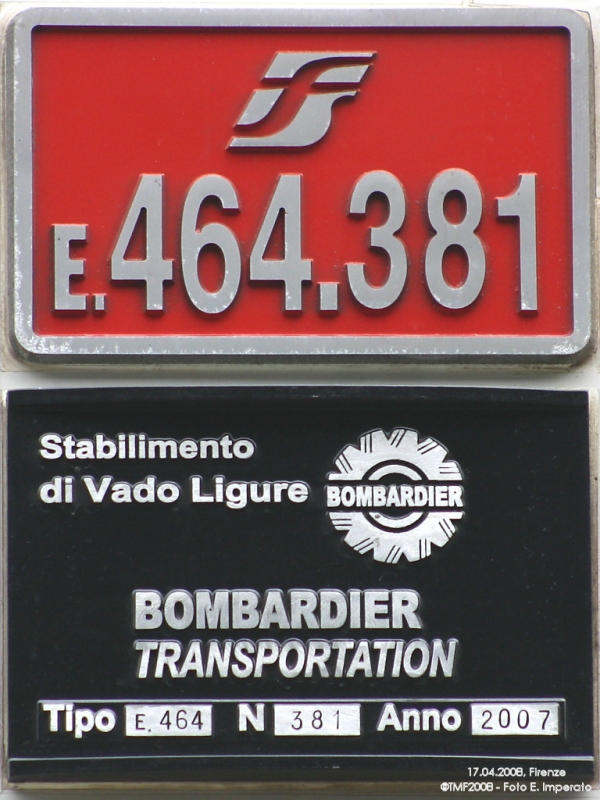 FS
E.464.381
Stabilimento
di Vado Ligure
BOMBARDIER
BOMBARDIER
TRANSPORTATION
Tipo E.464 N 381 Anno 2007
17.04.2008, Firenze
©TMF2008 - Foto E. Imperato